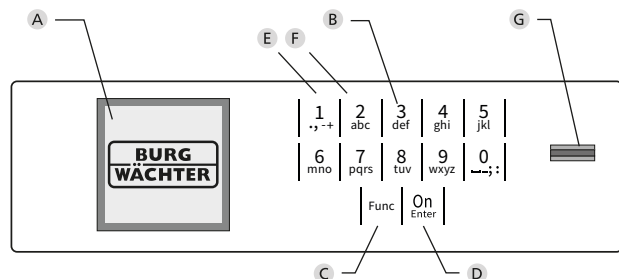 A
B
G
E F
1 2 3 4 5
.,-+ abc def ghi jkl
BURG
WÄCHTER
6 7 8 9 0
mno pqrs tuv wxyz ⎵–;:
Func On
Enter
C D